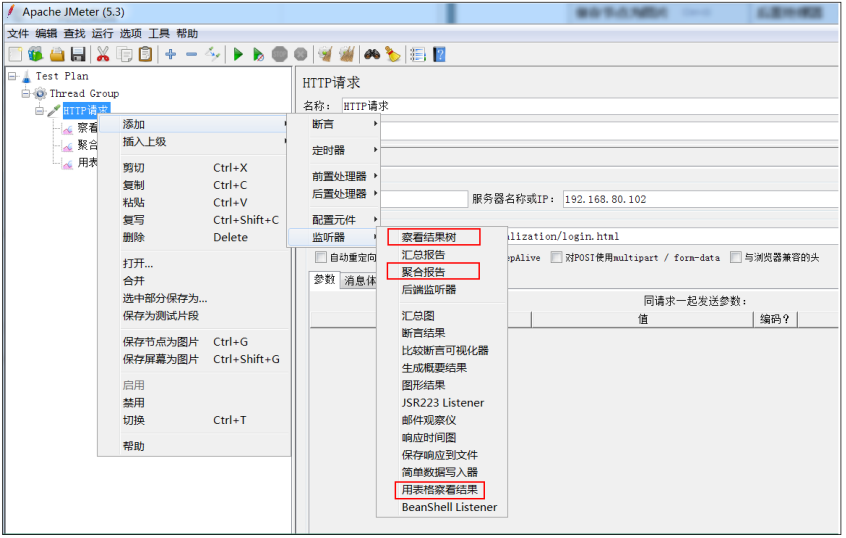 Apache JMeter (5.3)
文件 编辑 查找 运行 选项 工具 帮助
Test Plan
Thread Group
HTTP请求
察看
聚合
用表
添加
插入上级
剪切 Ctrl+X
复制 Ctrl+C
粘贴 Ctrl+V
复写 Ctrl+Shift+C
删除 Delete
打开...
合并
选中部分保存为...
保存为测试片段
保存节点为图片 Ctrl+G
保存屏幕为图片 Ctrl+Shift+G
启用
禁用
切换 Ctrl+T
帮助
断言
定时器
前置处理器
后置处理器
配置元件
监听器
察看结果树
汇总报告
聚合报告
后端监听器
汇总图
断言结果
比较断言可视化器
生成概要结果
图形结果
JSR223 Listener
邮件观察仪
响应时间图
保存响应到文件
简单数据写入器
用表格察看结果
BeanShell Listener
HTTP请求
名称: HTTP请求
服务器名称或IP: 192.168.80.102
alization/login.html
自动重定向 epAlive 对POST使用multipart / form-data 与浏览器兼容的头
参数 消息体
同请求一起发送参数:
值 编码?